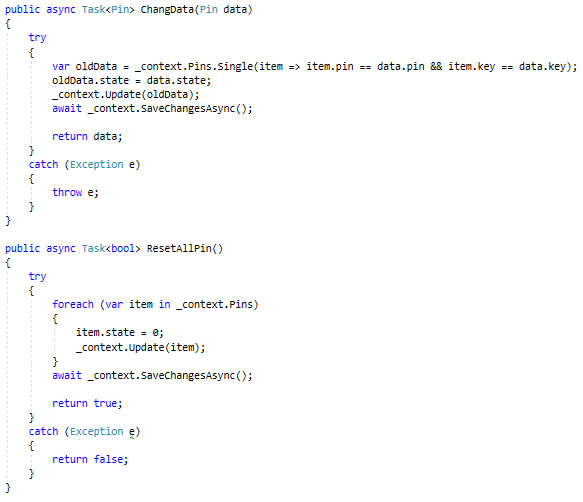 public async Task<Pin> ChangData(Pin data)
{
    try
    {
        var oldData = _context.Pins.Single(item => item.pin == data.pin && item.key == data.key);
        oldData.state = data.state;
        _context.Update(oldData);
        await _context.SaveChangesAsync();

        return data;
    }
    catch (Exception e)
    {
        throw e;
    }
}

public async Task<bool> ResetAllPin()
{
    try
    {
        foreach (var item in _context.Pins)
        {
            item.state = 0;
            _context.Update(item);
        }
        await _context.SaveChangesAsync();

        return true;
    }
    catch (Exception e)
    {
        return false;
    }
}